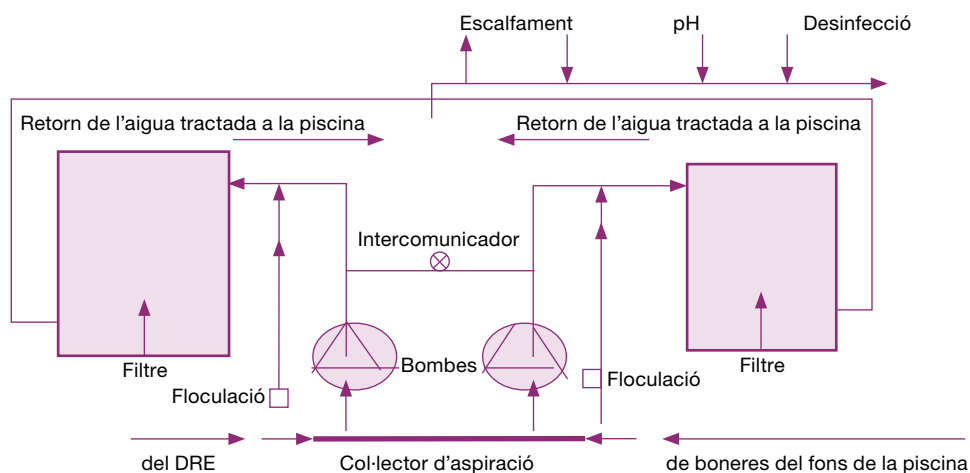 Escalfament
pH
Desinfecció
Retorn de l'aigua tractada a la piscina
Retorn de l'aigua tractada a la piscina
Intercomunicador
Bombes
Filtre
Filtre
Floculació
Floculació
del DRE
Col·lector d'aspiració
de boneres del fons de la piscina